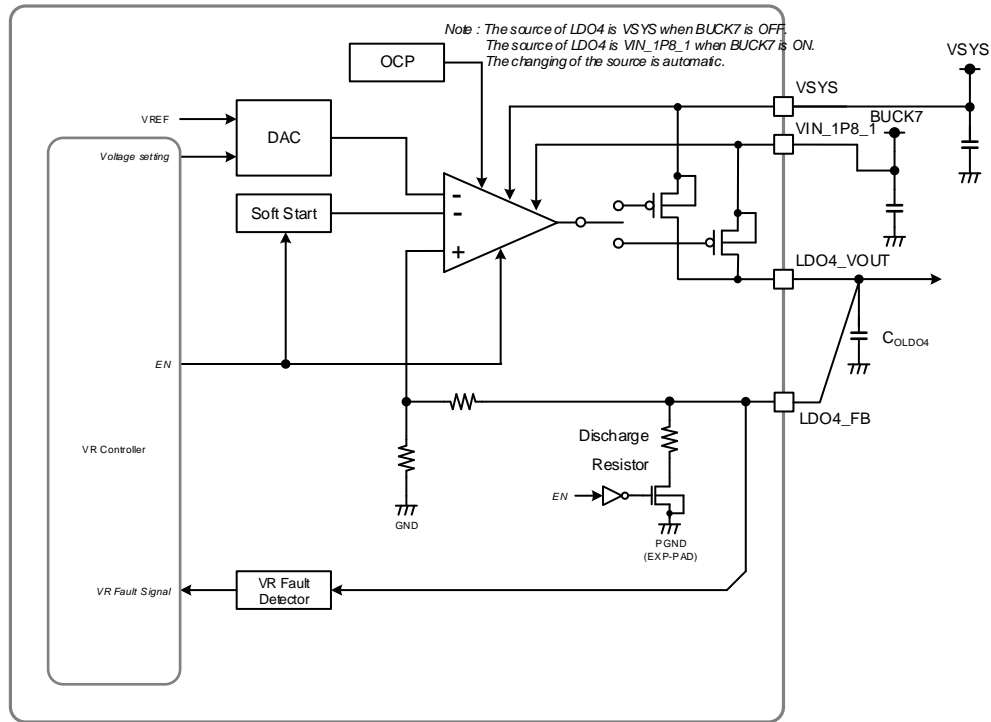 Note : The source of LDO4 is VSYS when BUCK7 is OFF.
The source of LDO4 is VIN_1P8_1 when BUCK7 is ON.
The changing of the source is automatic.
VSYS
OCP
VSYS
BUCK7
VREF
DAC
VIN_1P8_1
Voltage setting
Soft Start
-
-
+
LDO4_VOUT
COLDO4
EN
LDO4_FB
Discharge
Resistor
VR Controller
EN
GND
PGND
(EXP-PAD)
VR Fault Signal
VR Fault
Detector